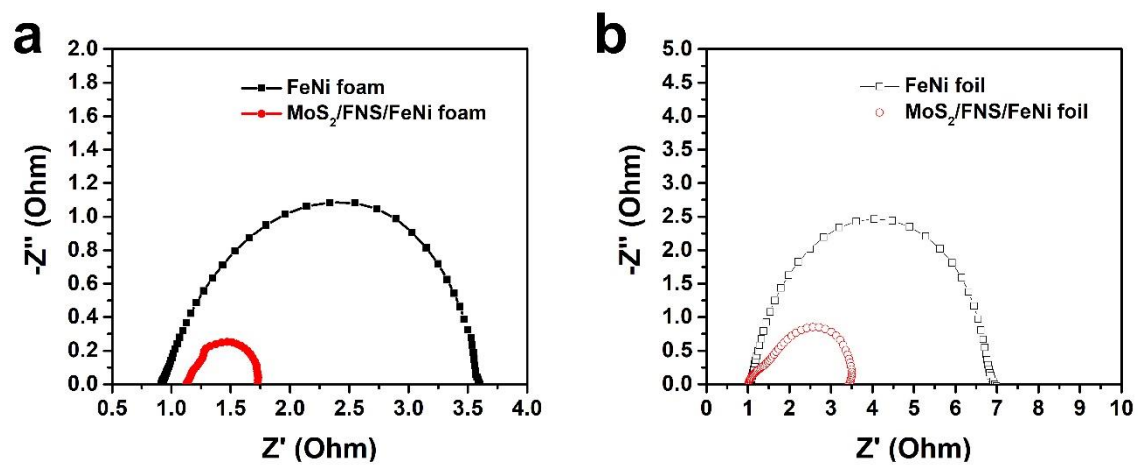 a
2.0
1.8
1.6
1.4
1.2
1.0
0.8
0.6
0.4
0.2
0.0
-Z'' (Ohm)
FeNi foam
MoS2/FNS/FeNi foam
0.5 1.0 1.5 2.0 2.5 3.0 3.5 4.0
Z' (Ohm)
b
5.0
4.5
4.0
3.5
3.0
2.5
2.0
1.5
1.0
0.5
0.0
-Z'' (Ohm)
FeNi foil
MoS2/FNS/FeNi foil
0 1 2 3 4 5 6 7 8 9 10
Z' (Ohm)